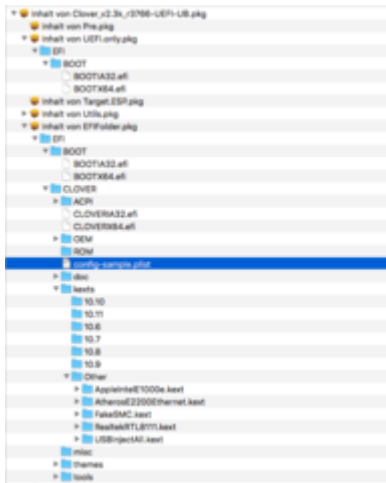 Inhalt von Clover_v2.3k_r3766-UEFI-UB.pkg
Inhalt von Pre.pkg
Inhalt von UEFI.only.pkg
EFI
BOOT
BOOTIA32.efi
BOOTX64.efi
Inhalt von Target.ESP.pkg
Inhalt von Utils.pkg
Inhalt von EFIFolder.pkg
EFI
BOOT
BOOTIA32.efi
BOOTX64.efi
CLOVER
ACPI
CLOVERIA32.efi
CLOVERX64.efi
OEM
ROM
config-sample.plist
doc
kexts
10.10
10.11
10.6
10.7
10.8
10.9
Other
AppleIntelE1000e.kext
AtherosE2200Ethernet.kext
FakeSMC.kext
RealtekRTL8111.kext
USBInjectAll.kext
misc
themes
tools